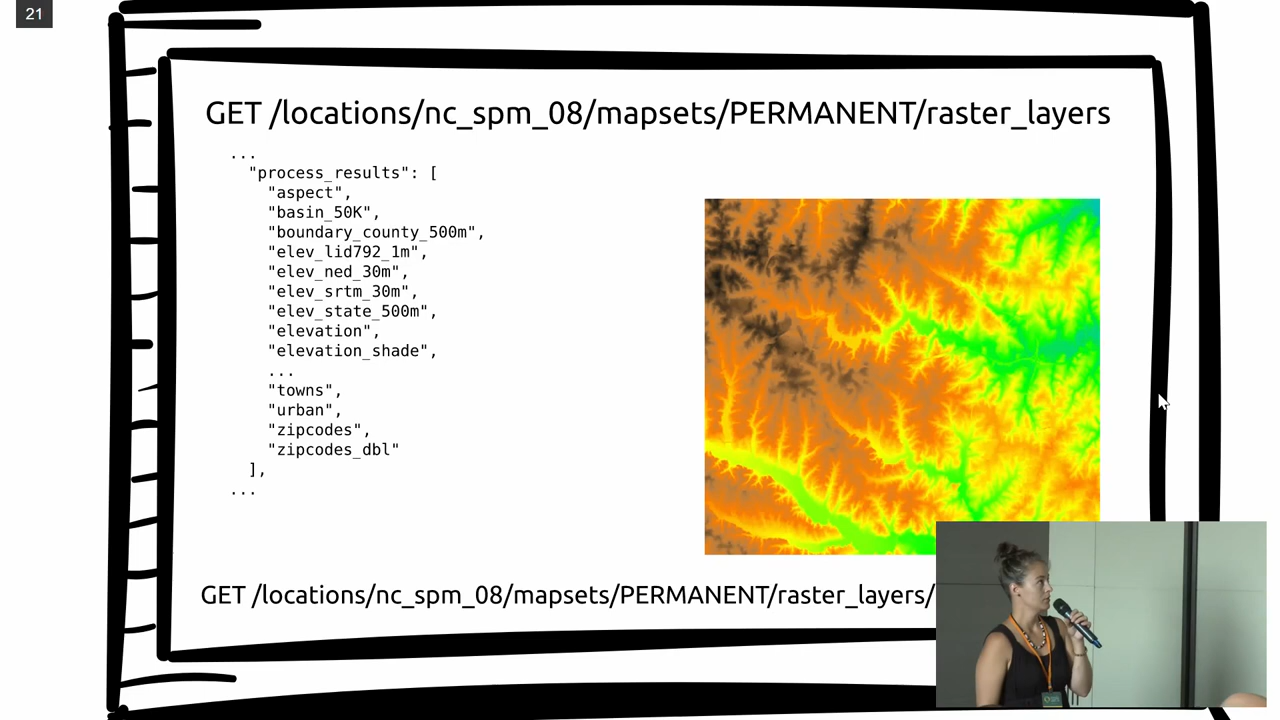 21
GET /locations/nc_spm_08/mapsets/PERMANENT/raster_layers
...
"process_results": [
"aspect",
"basin_50K",
"boundary_county_500m",
"elev_lid792_1m",
"elev_ned_30m",
"elev_srtm_30m",
"elev_state_500m",
"elevation",
"elevation_shade",
...
"towns",
"urban",
"zipcodes",
"zipcodes_dbl"
],
...
GET /locations/nc_spm_08/mapsets/PERMANENT/raster_layers/